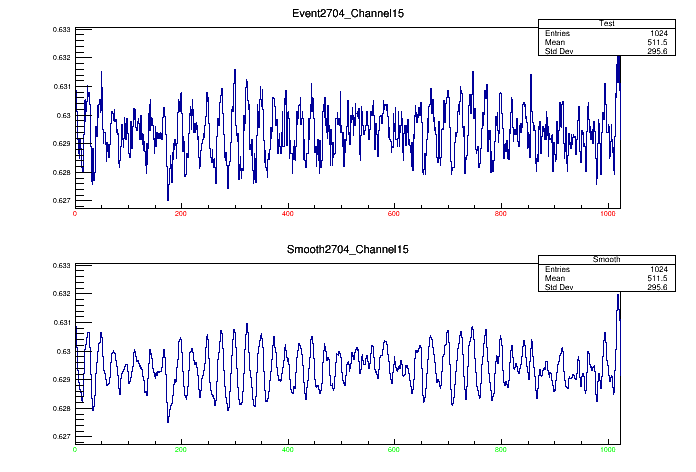 Event2704_Channel15
Test
Entries 1024
Mean 511.5
Std Dev 295.6
0.633
0.632
0.631
0.63
0.629
0.628
0.627
0 200 400 600 800 1000
Smooth2704_Channel15
Smooth
Entries 1024
Mean 511.5
Std Dev 295.6
0.633
0.632
0.631
0.63
0.629
0.628
0.627
0 200 400 600 800 1000